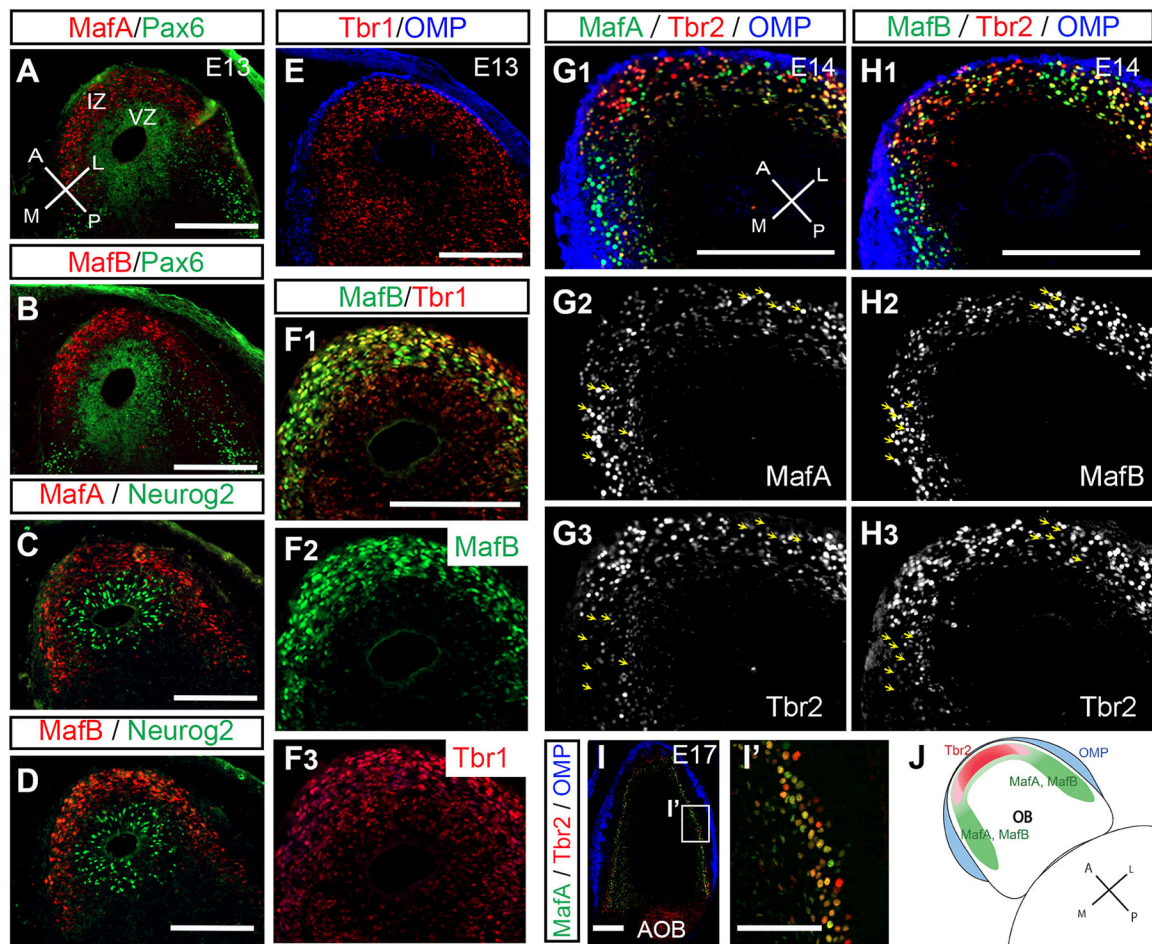 MafA/Pax6
A
E13
IZ
VZ
A
L
M
P
MafB/Pax6
B
MafA / Neurog2
C
MafB / Neurog2
D
Tbr1/OMP
E
E13
MafB/Tbr1
F1
F2
MafB
F3
Tbr1
MafA / Tbr2 / OMP
G1
E14
A
L
M
P
G2
MafA
G3
Tbr2
MafB / Tbr2 / OMP
H1
E14
H2
MafB
H3
Tbr2
MafA / Tbr2 / OMP
I
E17
I'
AOB
I'
J
Tbr2
OMP
MafA, MafB
OB
MafA, MafB
A
L
M
P